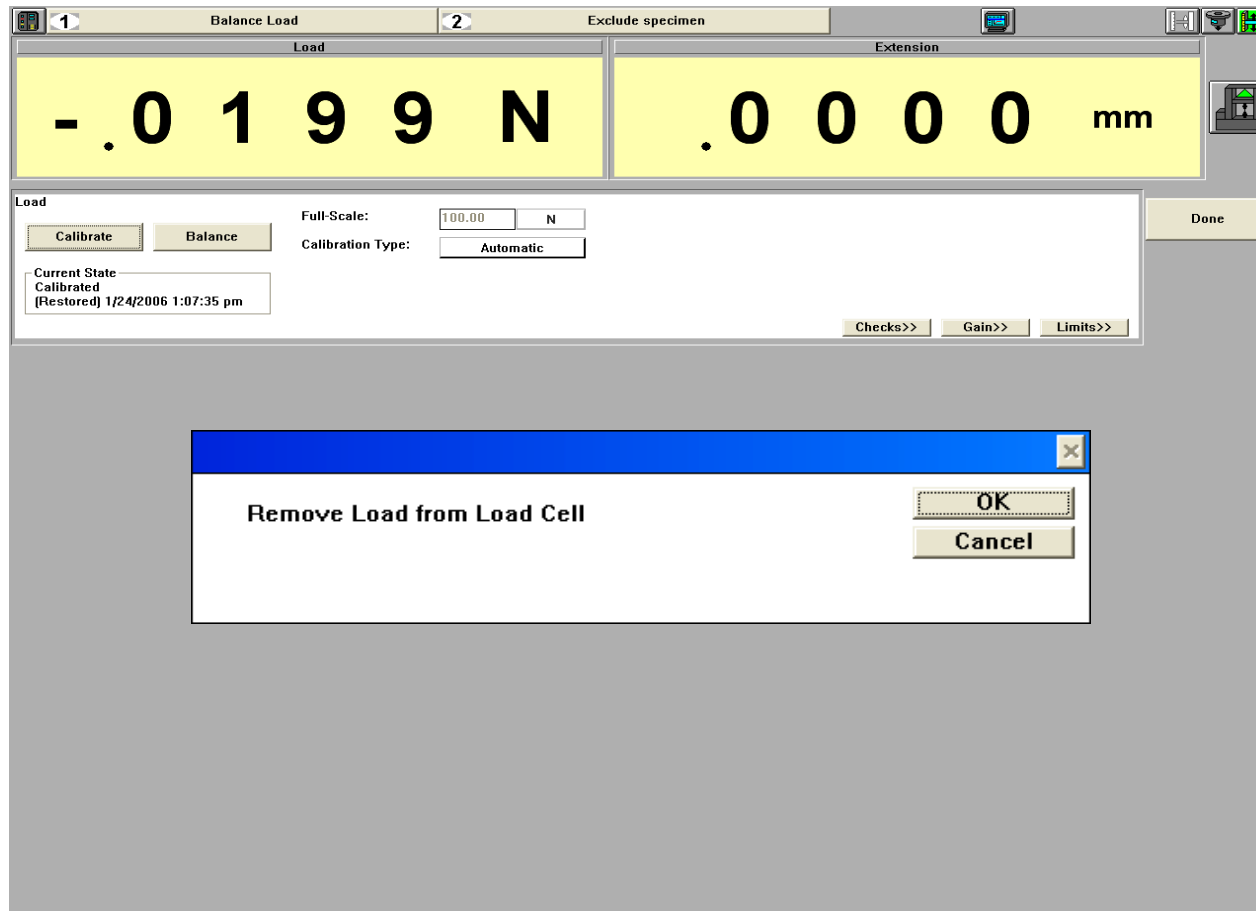 1 Balance Load 2 Exclude specimen
Load Extension
-.0199 N .0000 mm
Load
Calibrate Balance Full-Scale: 100.00 N Done
Calibration Type: Automatic
Current State
Calibrated
(Restored) 1/24/2006 1:07:35 pm
Checks>> Gain>> Limits>>
Remove Load from Load Cell
OK
Cancel